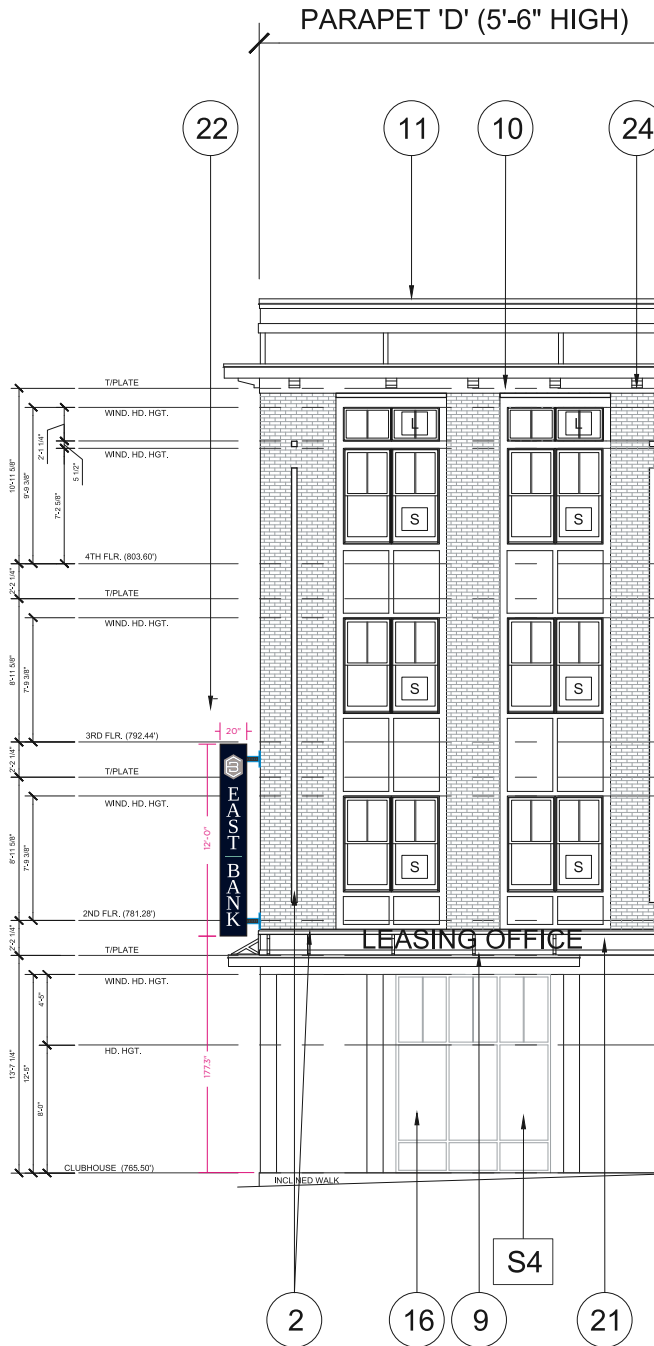 PARAPET 'D' (5'-6" HIGH)
22
11
10
24
T/PLATE
WIND. HD. HGT.
L
L
2'-1 1/4"
WIND. HD. HGT.
5 1/2"
10'-11 5/8"
9'-9 3/8"
7'-2 5/8"
S
S
4TH FLR. (803.60')
2'-2 1/4"
T/PLATE
WIND. HD. HGT.
8'-11 5/8"
7'-9 3/8"
S
S
20"
3RD FLR. (792.44')
2'-2 1/4"
T/PLATE
WIND. HD. HGT.
8'-11 5/8"
7'-9 3/8"
12'-0"
EAST BANK
S
S
2ND FLR. (781.28')
2'-2 1/4"
LEASING OFFICE
T/PLATE
WIND. HD. HGT.
4'-5"
HD. HGT.
13'-7 1/4"
12'-5"
8'-0"
177.3"
CLUBHOUSE (765.50')
INCLINED WALK
S4
2
16
9
21